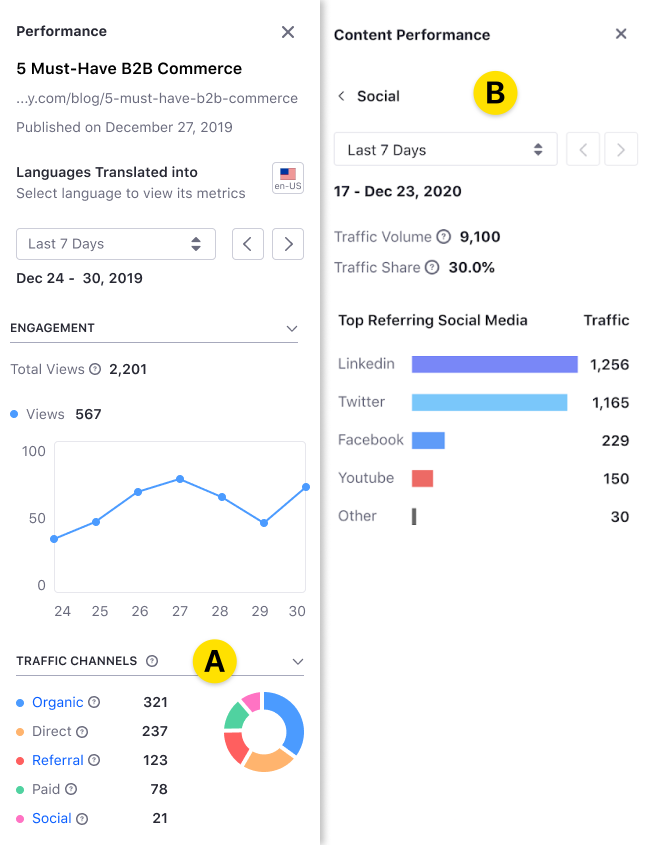 Performance
5 Must-Have B2B Commerce
...y.com/blog/5-must-have-b2b-commerce
Published on December 27, 2019
Languages Translated into
Select language to view its metrics
en-US
Last 7 Days
Dec 24 - 30, 2019
ENGAGEMENT
Total Views ? 2,201
Views 567
100
50
0
24 25 26 27 28 29 30
TRAFFIC CHANNELS ?
A
Organic ? 321
Direct ? 237
Referral ? 123
Paid ? 78
Social ? 21
Content Performance
Social
B
Last 7 Days
17 - Dec 23, 2020
Traffic Volume ? 9,100
Traffic Share ? 30.0%
Top Referring Social Media Traffic
Linkedin 1,256
Twitter 1,165
Facebook 229
Youtube 150
Other 30